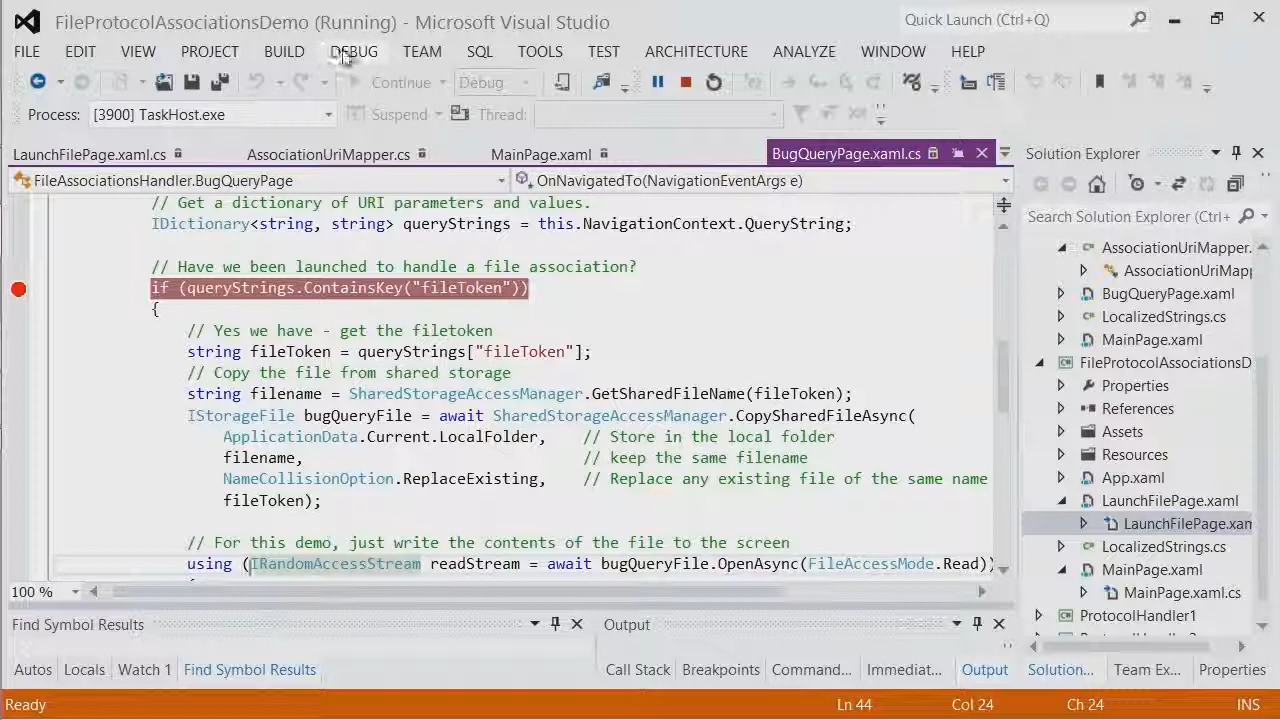 FileProtocolAssociationsDemo (Running) - Microsoft Visual Studio
Quick Launch (Ctrl+Q)
FILE EDIT VIEW PROJECT BUILD DEBUG TEAM SQL TOOLS TEST ARCHITECTURE ANALYZE WINDOW HELP
Continue Debug
Process: [3900] TaskHost.exe Suspend Thread:
LaunchFilePage.xaml.cs AssociationUriMapper.cs MainPage.xaml BugQueryPage.xaml.cs
FileAssociationsHandler.BugQueryPage OnNavigatedTo(NavigationEventArgs e)
// Get a dictionary of URI parameters and values.
IDictionary<string, string> queryStrings = this.NavigationContext.QueryString;
// Have we been launched to handle a file association?
if (queryStrings.ContainsKey("fileToken"))
{
// Yes we have - get the filetoken
string fileToken = queryStrings["fileToken"];
// Copy the file from shared storage
string filename = SharedStorageAccessManager.GetSharedFileName(fileToken);
IStorageFile bugQueryFile = await SharedStorageAccessManager.CopySharedFileAsync(
ApplicationData.Current.LocalFolder, // Store in the local folder
filename, // keep the same filename
NameCollisionOption.ReplaceExisting, // Replace any existing file of the same name
fileToken);
// For this demo, just write the contents of the file to the screen
using (IRandomAccessStream readStream = await bugQueryFile.OpenAsync(FileAccessMode.Read))
100 %
Solution Explorer
Search Solution Explorer (Ctrl+
AssociationUriMapper.
AssociationUriMapp
BugQueryPage.xaml
LocalizedStrings.cs
MainPage.xaml
FileProtocolAssociationsD
Properties
References
Assets
Resources
App.xaml
LaunchFilePage.xaml
LaunchFilePage.xam
LocalizedStrings.cs
MainPage.xaml
MainPage.xaml.cs
ProtocolHandler1
Find Symbol Results Output
Autos Locals Watch 1 Find Symbol Results Call Stack Breakpoints Command... Immediat... Output Solution... Team Ex... Properties
Ready Ln 44 Col 24 Ch 24 INS